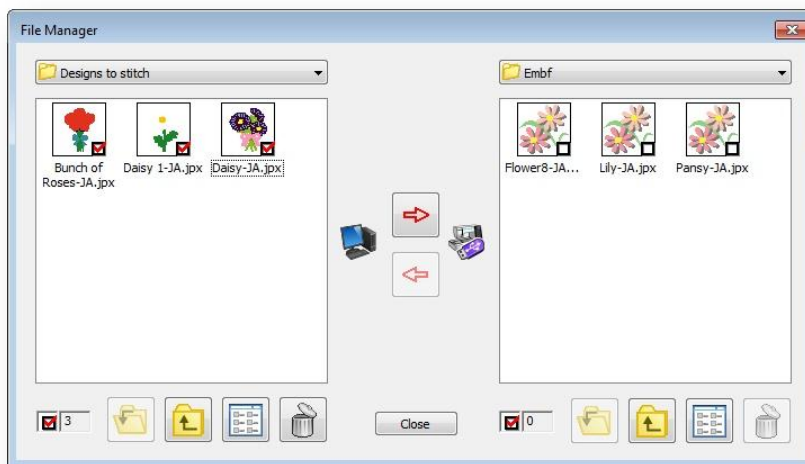 File Manager
Designs to stitch
Embf
Bunch of
Roses-JA.jpx
Daisy 1-JA.jpx
Daisy-JA.jpx
Flower8-JA...
Lily-JA.jpx
Pansy-JA.jpx
3
Close
0